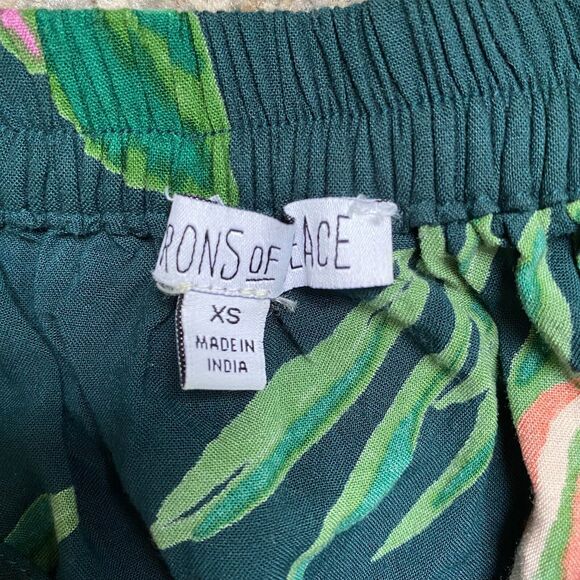 RONS OF EACE
XS
MADE IN
INDIA